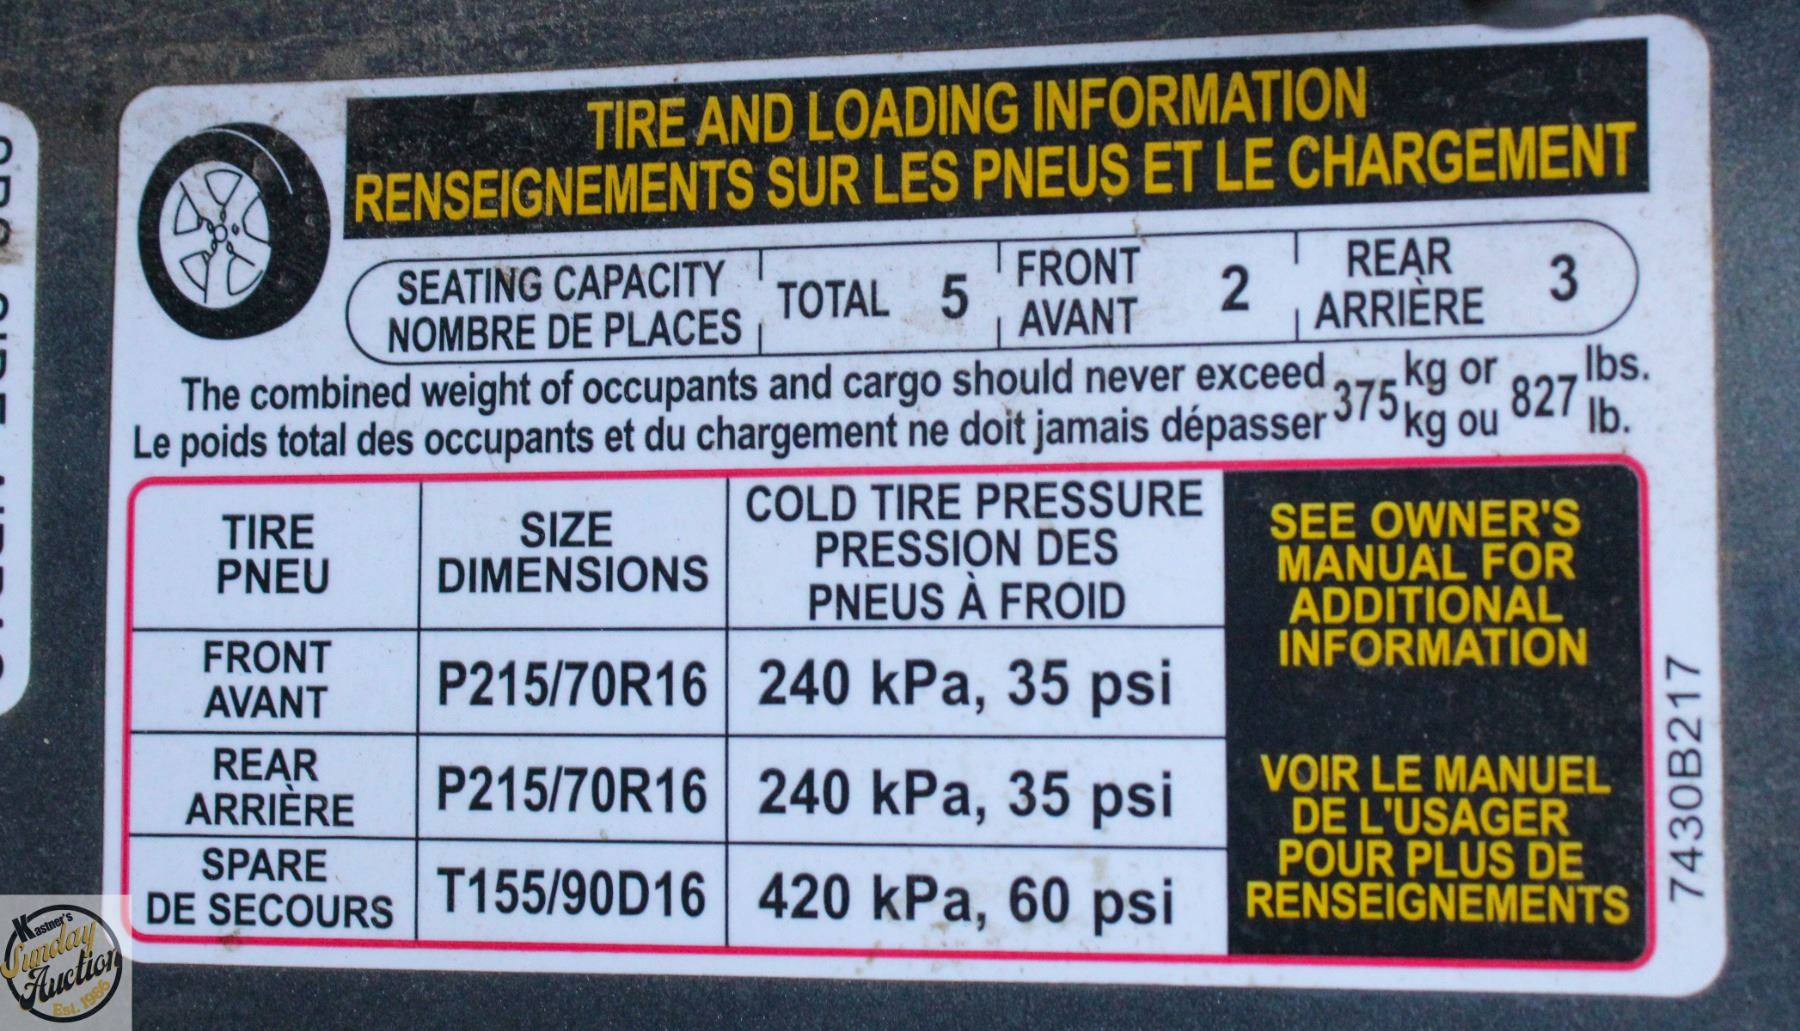 TIRE AND LOADING INFORMATION
RENSEIGNEMENTS SUR LES PNEUS ET LE CHARGEMENT
SEATING CAPACITY
NOMBRE DE PLACES
TOTAL 5
FRONT
AVANT
2
REAR
ARRIÈRE
3
The combined weight of occupants and cargo should never exceed 375 kg or 827 lbs.
Le poids total des occupants et du chargement ne doit jamais dépasser kg ou lb.
TIRE
PNEU
SIZE
DIMENSIONS
COLD TIRE PRESSURE
PRESSION DES
PNEUS À FROID
FRONT
AVANT
P215/70R16
240 kPa, 35 psi
REAR
ARRIÈRE
P215/70R16
240 kPa, 35 psi
SPARE
DE SECOURS
T155/90D16
420 kPa, 60 psi
SEE OWNER'S
MANUAL FOR
ADDITIONAL
INFORMATION
VOIR LE MANUEL
DE L'USAGER
POUR PLUS DE
RENSEIGNEMENTS
7430B217
Kastner's
Sunday
Auction
Est. 1986